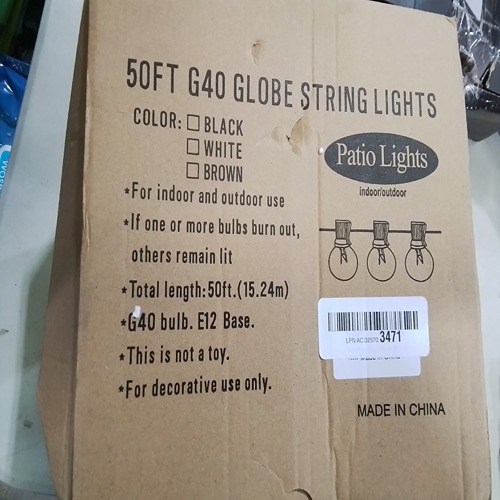 50FT G40 GLOBE STRING LIGHTS
COLOR: □ BLACK
□ WHITE
□ BROWN
Patio Lights
indoor/outdoor
*For indoor and outdoor use
*If one or more bulbs burn out,
others remain lit
*Total length:50ft.(15.24m)
*G40 bulb. E12 Base.
*This is not a toy.
*For decorative use only.
3471
MADE IN CHINA